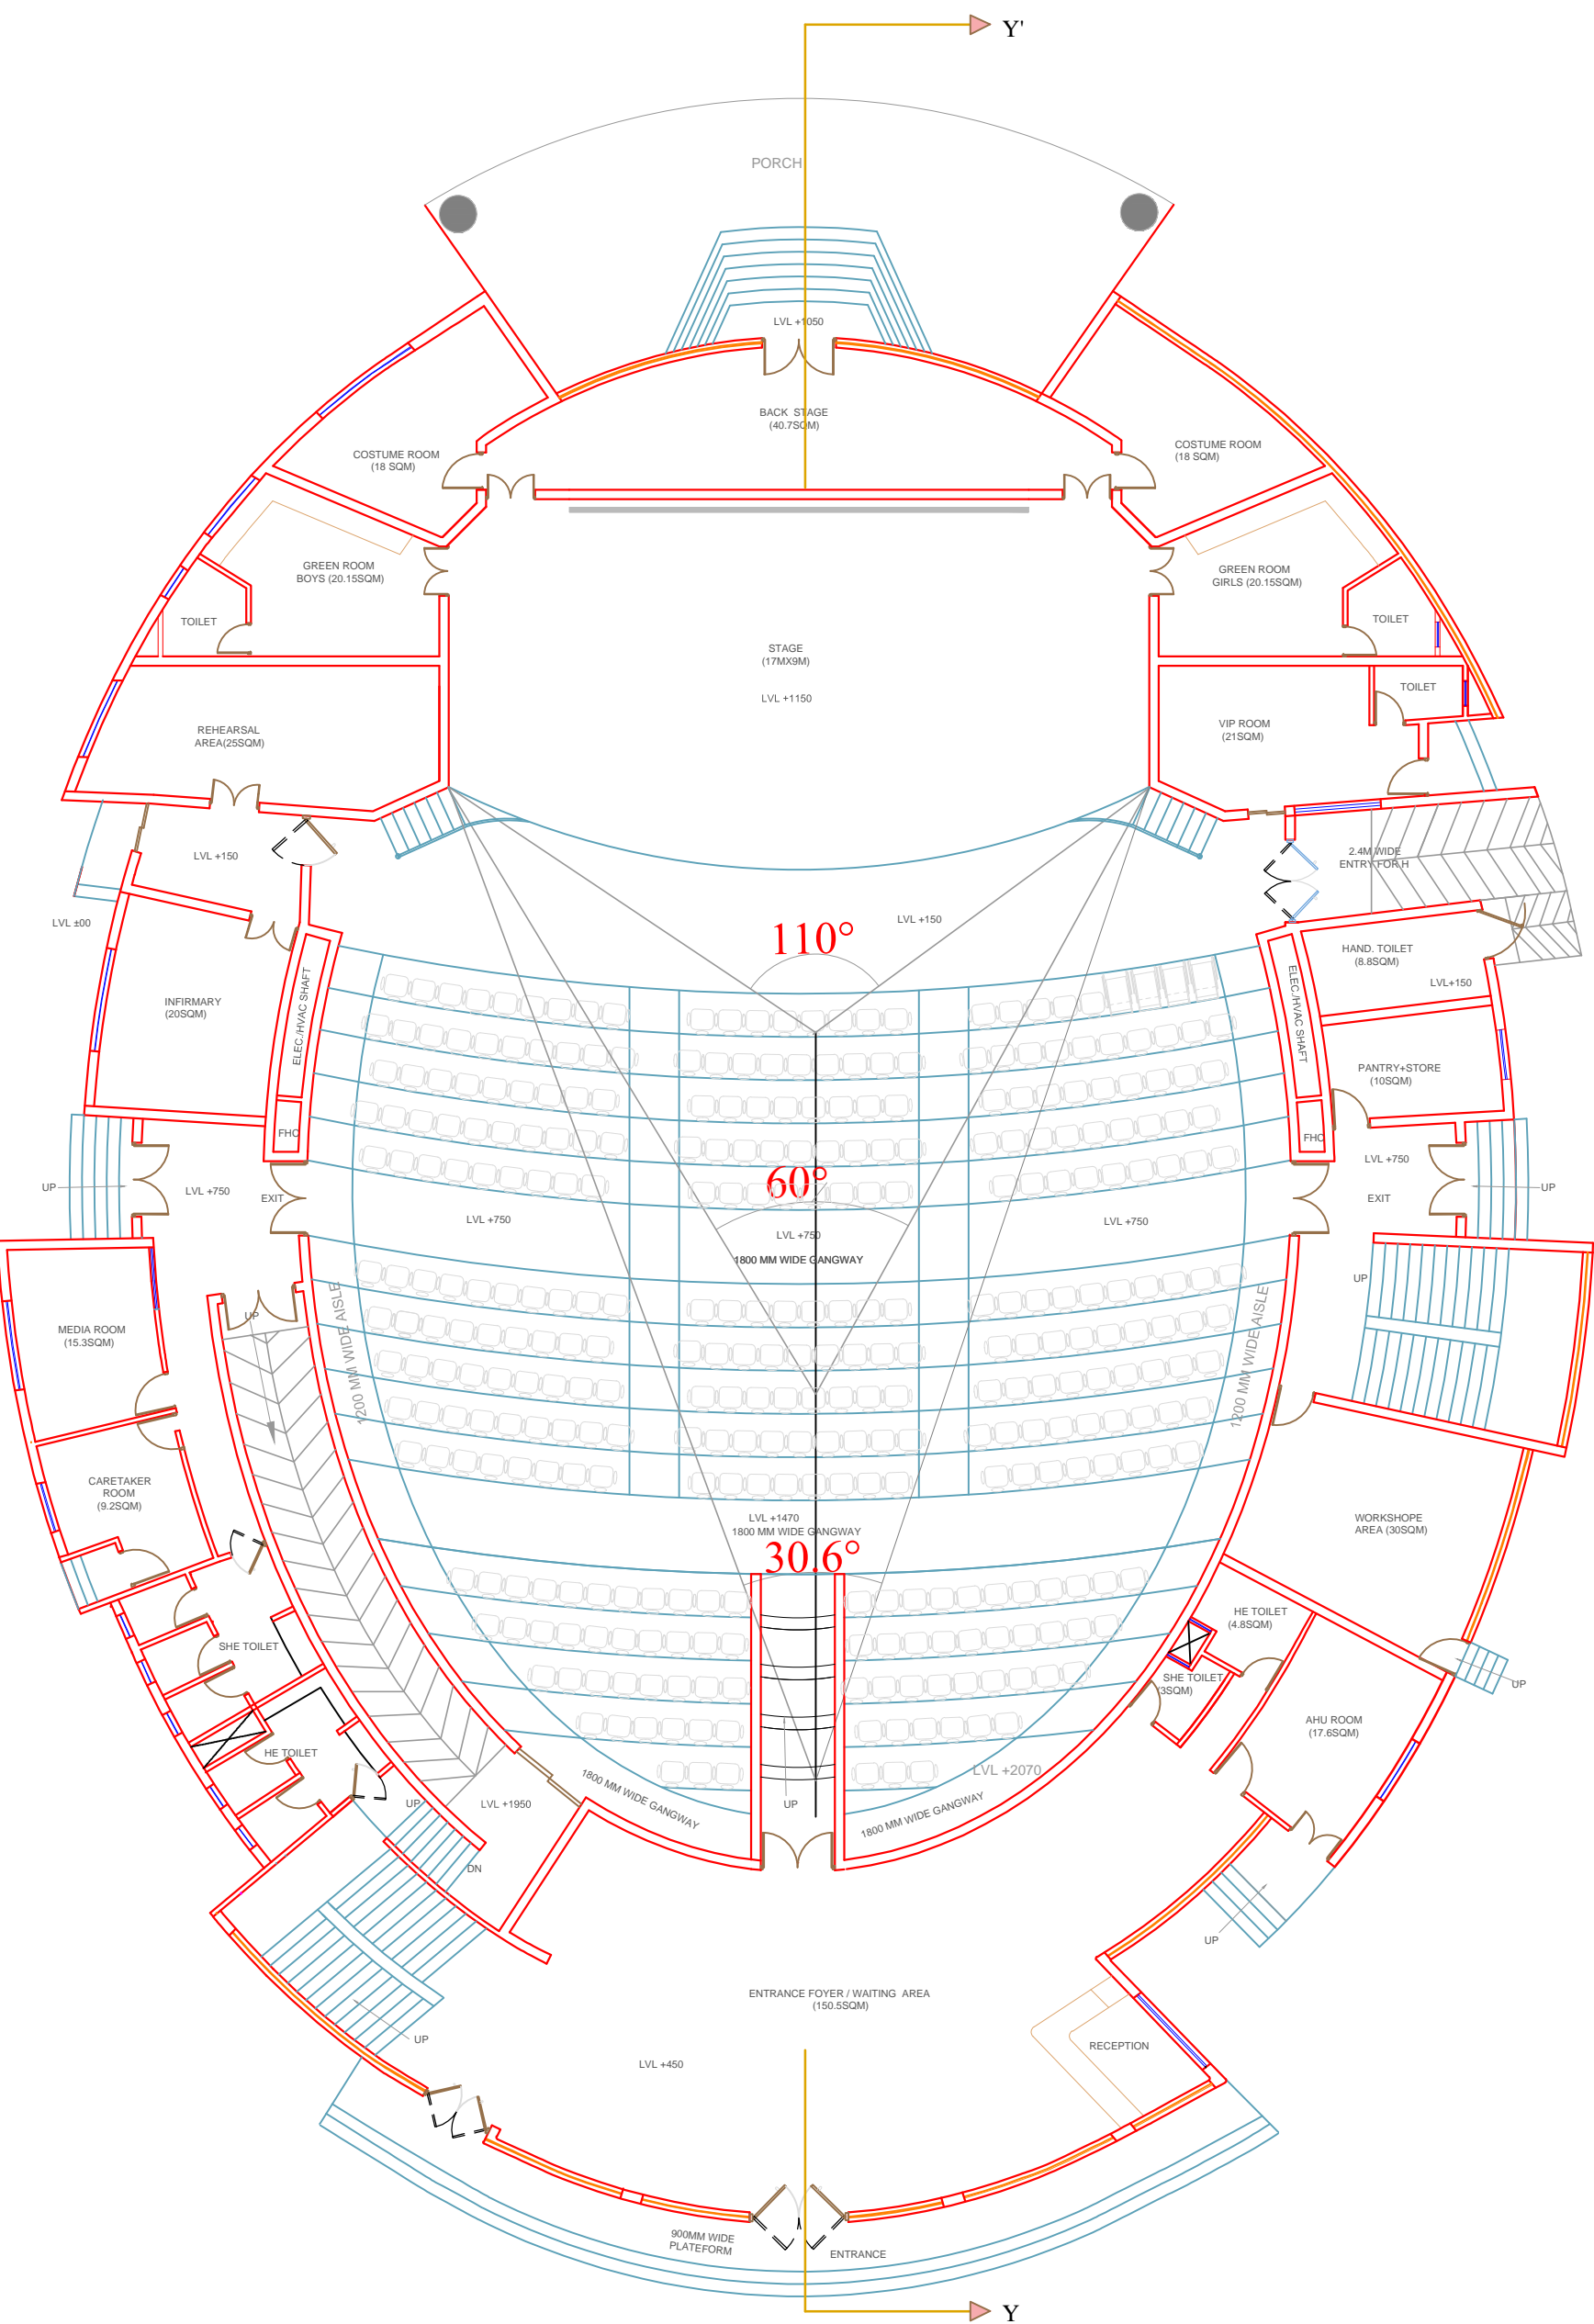 Y'
PORCH
LVL +1050
BACK STAGE
(40.7SQM)
COSTUME ROOM
(18 SQM)
COSTUME ROOM
(18 SQM)
GREEN ROOM
BOYS (20.15SQM)
GREEN ROOM
GIRLS (20.15SQM)
TOILET
TOILET
STAGE
(17MX9M)
LVL +1150
TOILET
REHEARSAL
AREA(25SQM)
VIP ROOM
(21SQM)
LVL +150
2.4M WIDE
ENTRY FOR H
LVL ±00
LVL +150
110°
HAND. TOILET
(8.8SQM)
LVL+150
INFIRMARY
(20SQM)
ELEC./HVAC SHAFT
ELEC./HVAC SHAFT
PANTRY+STORE
(10SQM)
FHC
FHC
UP
LVL +750
EXIT
60°
LVL +750
EXIT
UP
LVL +750
LVL +750
LVL +750
1800 MM WIDE GANGWAY
UP
UP
MEDIA ROOM
(15.3SQM)
1200 MM WIDE AISLE
1200 MM WIDE AISLE
CARETAKER
ROOM
(9.2SQM)
LVL +1470
1800 MM WIDE GANGWAY
WORKSHOPE
AREA (30SQM)
30.6°
HE TOILET
(4.8SQM)
SHE TOILET
SHE TOILET
(3SQM)
UP
AHU ROOM
(17.6SQM)
HE TOILET
LVL +2070
UP
LVL +1950
1800 MM WIDE GANGWAY
UP
1800 MM WIDE GANGWAY
DN
UP
ENTRANCE FOYER / WAITING AREA
(150.5SQM)
UP
RECEPTION
LVL +450
900MM WIDE
PLATEFORM
ENTRANCE
Y